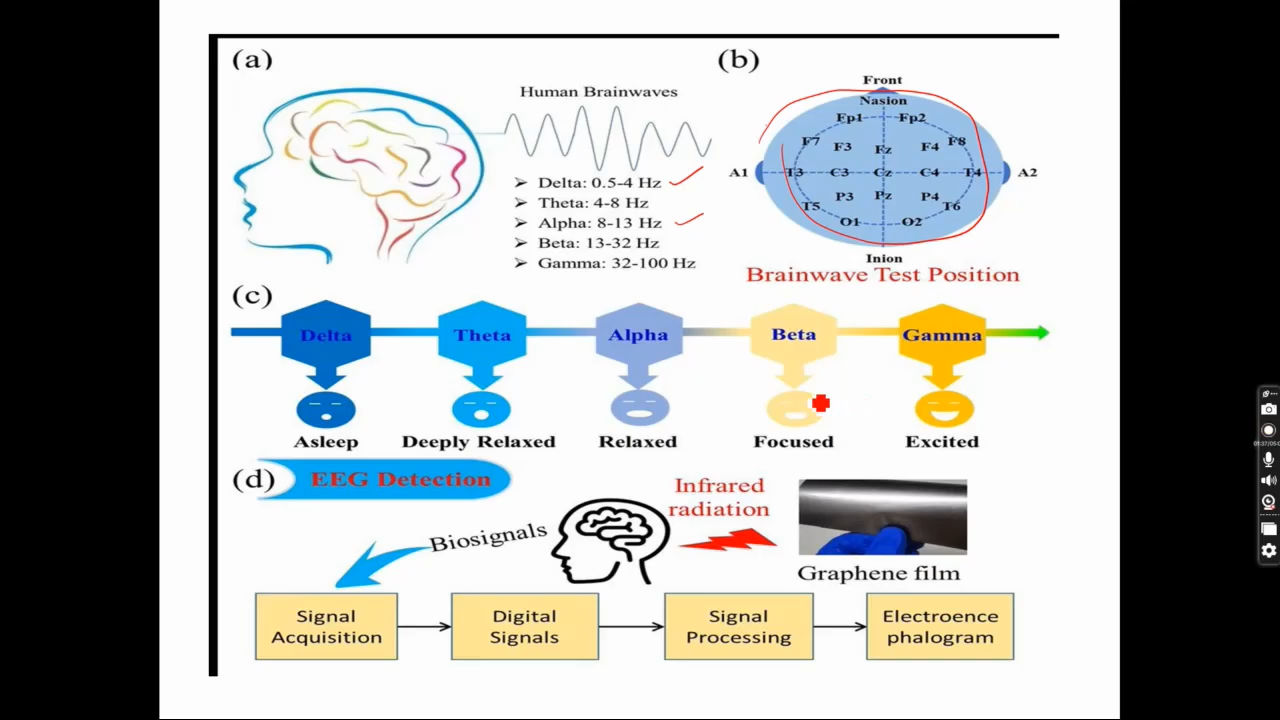 (a)
Human Brainwaves
➢ Delta: 0.5-4 Hz
➢ Theta: 4-8 Hz
➢ Alpha: 8-13 Hz
➢ Beta: 13-32 Hz
➢ Gamma: 32-100 Hz
(b)
Front
Nasion
Fp1 Fp2
F7 F3 Fz F4 F8
A1 T3 C3 Cz C4 T4 A2
T5 P3 Pz P4 T6
O1 O2
Inion
Brainwave Test Position
(c)
Delta Theta Alpha Beta Gamma
Asleep Deeply Relaxed Relaxed Focused Excited
(d) EEG Detection
Biosignals
Infrared
radiation
Graphene film
Signal
Acquisition
Digital
Signals
Signal
Processing
Electroence
phalogram